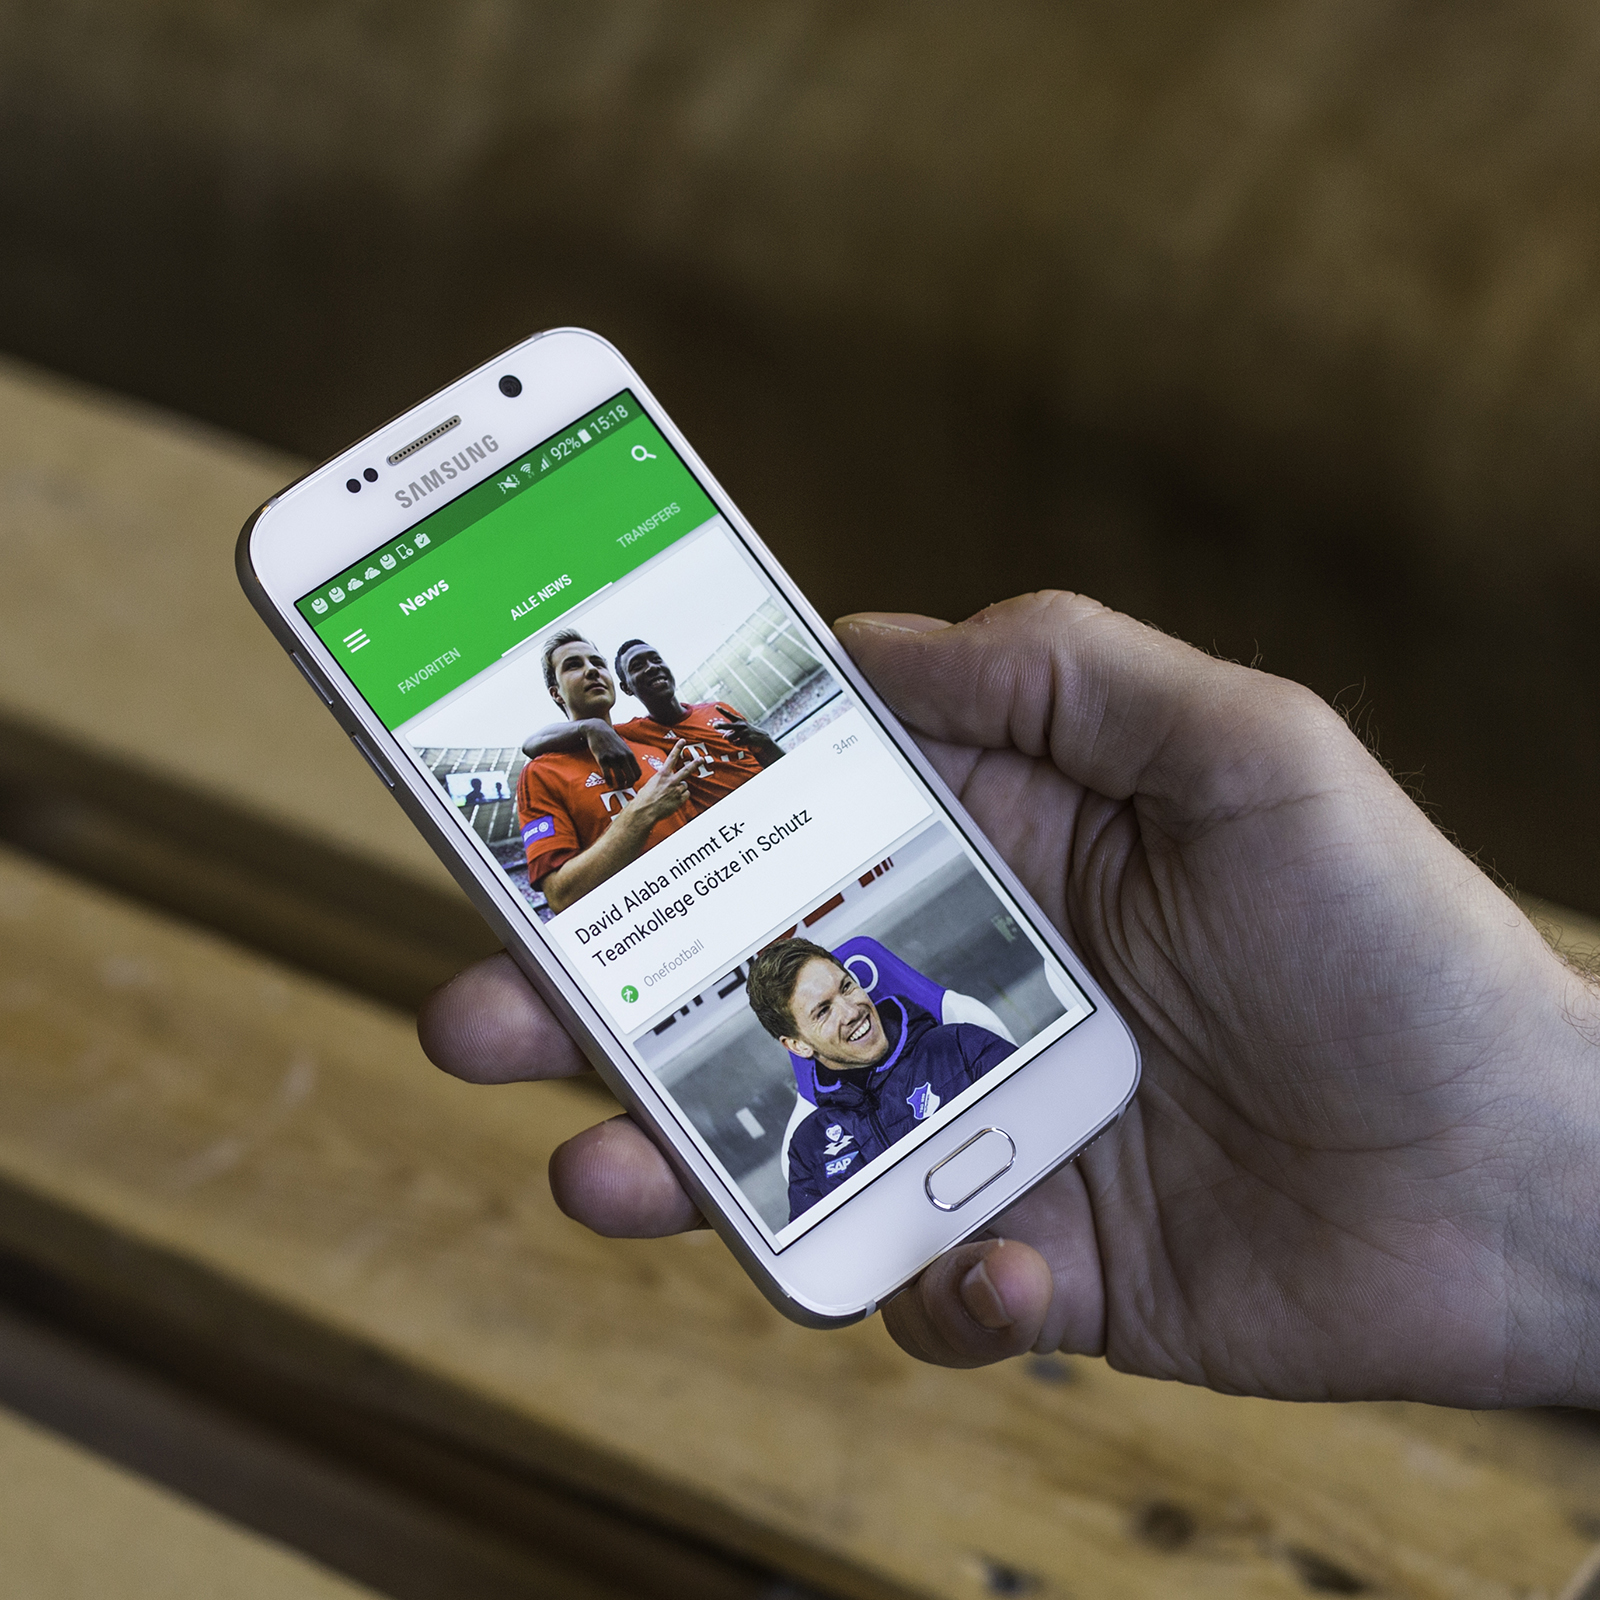 SAMSUNG
92% 15:18
News
FAVORITEN
ALLE NEWS
TRANSFERS
34m
David Alaba nimmt Ex-
Teamkollege Götze in Schutz
Onefootball
SAP